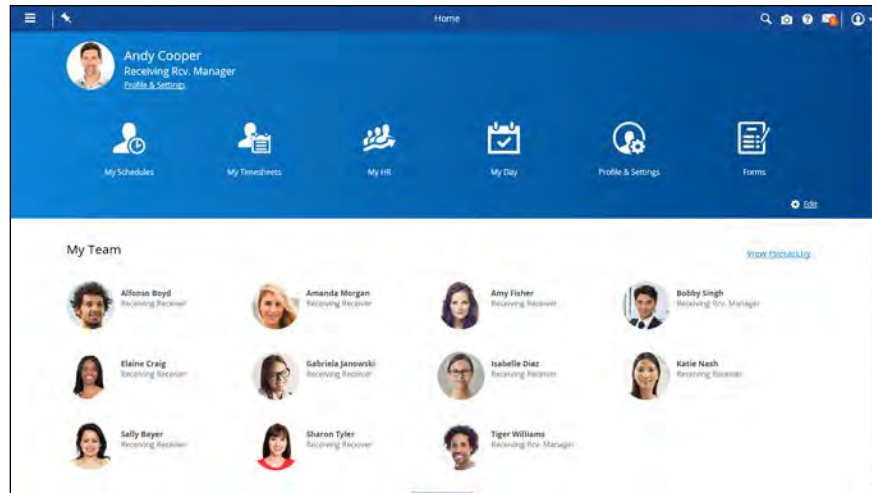 Home
Andy Cooper
Receiving Rcv. Manager
Profile & Settings
My Schedules
My Timesheets
My HR
My Day
Profile & Settings
Forms
Edit
My Team
View Hierarchy
Alfonso Boyd
Receiving Receiver
Amanda Morgan
Receiving Receiver
Amy Fisher
Receiving Receiver
Bobby Singh
Receiving Rcv. Manager
Elaine Craig
Receiving Receiver
Gabriela Janowski
Receiving Receiver
Isabelle Diaz
Receiving Receiver
Katie Nash
Receiving Receiver
Sally Bayer
Receiving Receiver
Sharon Tyler
Receiving Receiver
Tiger Williams
Receiving Rcv. Manager